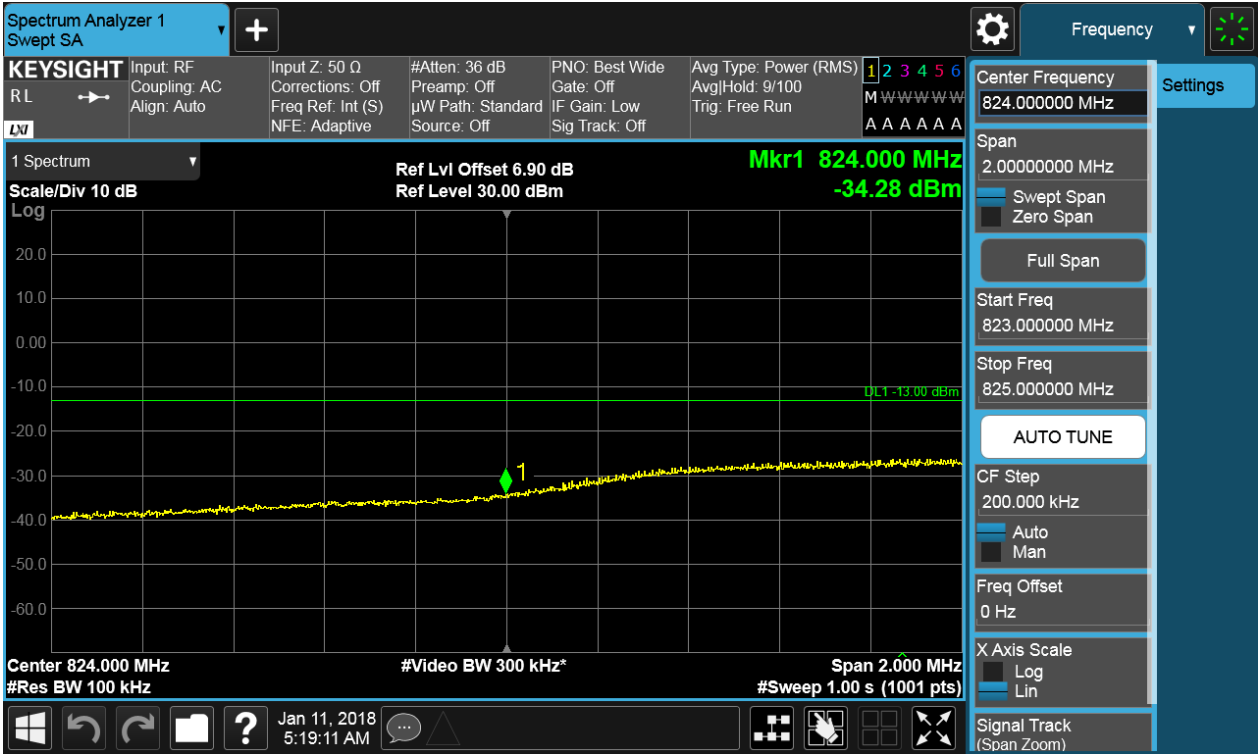 Spectrum Analyzer 1
Swept SA
Frequency
KEYSIGHT
R L
LXI
Input: RF
Coupling: AC
Align: Auto
Input Z: 50 Ω
Corrections: Off
Freq Ref: Int (S)
NFE: Adaptive
#Atten: 36 dB
Preamp: Off
µW Path: Standard
Source: Off
PNO: Best Wide
Gate: Off
IF Gain: Low
Sig Track: Off
Avg Type: Power (RMS)
Avg|Hold: 9/100
Trig: Free Run
1 2 3 4 5 6
M W W W W W
A A A A A A
1 Spectrum
Scale/Div 10 dB
Log
Ref Lvl Offset 6.90 dB
Ref Level 30.00 dBm
Mkr1 824.000 MHz
-34.28 dBm
20.0
10.0
0.00
-10.0
DL1 -13.00 dBm
-20.0
1
-30.0
-40.0
-50.0
-60.0
Center 824.000 MHz
#Video BW 300 kHz*
Span 2.000 MHz
#Res BW 100 kHz
#Sweep 1.00 s (1001 pts)
?
Jan 11, 2018
5:19:11 AM
Center Frequency
824.000000 MHz
Span
2.00000000 MHz
Swept Span
Zero Span
Full Span
Start Freq
823.000000 MHz
Stop Freq
825.000000 MHz
AUTO TUNE
CF Step
200.000 kHz
Auto
Man
Freq Offset
0 Hz
X Axis Scale
Log
Lin
Signal Track
(Span Zoom)
Settings